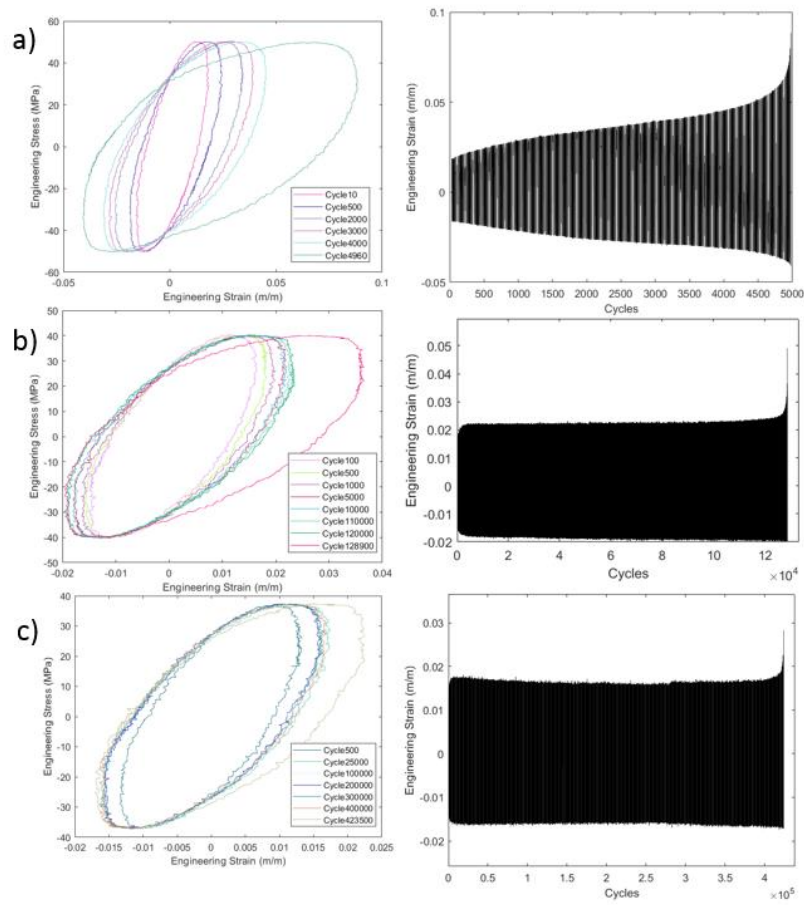 a)
60
40
20
0
-20
-40
-60
Engineering Stress (MPa)
-0.05 0 0.05 0.1
Engineering Strain (m/m)
Cycle10
Cycle500
Cycle2000
Cycle3000
Cycle4000
Cycle4960
0.1
0.05
0
-0.05
Engineering Strain (m/m)
0 500 1000 1500 2000 2500 3000 3500 4000 4500 5000
Cycles
b)
50
40
30
20
10
0
-10
-20
-30
-40
-50
Engineering Stress (MPa)
-0.02 -0.01 0 0.01 0.02 0.03 0.04
Engineering Strain (m/m)
Cycle100
Cycle500
Cycle1000
Cycle5000
Cycle10000
Cycle110000
Cycle120000
Cycle128900
0.05
0.04
0.03
0.02
0.01
0
-0.01
-0.02
Engineering Strain (m/m)
0 2 4 6 8 10 12
Cycles
×10⁴
c)
40
30
20
10
0
-10
-20
-30
-40
Engineering Stress (MPa)
-0.02 -0.015 -0.01 -0.005 0 0.005 0.01 0.015 0.02 0.025
Engineering Strain (m/m)
Cycle500
Cycle25000
Cycle100000
Cycle200000
Cycle300000
Cycle400000
Cycle423500
0.03
0.02
0.01
0
-0.01
-0.02
Engineering Strain (m/m)
0 0.5 1 1.5 2 2.5 3 3.5 4
Cycles
×10⁵